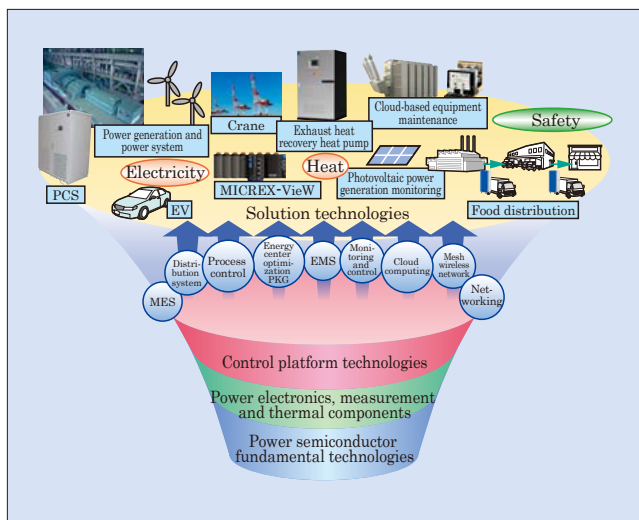 Power generation and
power system
Crane
Exhaust heat
recovery heat pump
Cloud-based equipment
maintenance
Safety
PCS
Electricity
EV
MICREX-VieW
Heat
Photovoltaic power
generation monitoring
Food distribution
Solution technologies
MES
Distri-
bution
system
Process
control
Energy
center
optimi-
zation
PKG
EMS
Moni-
toring
and
control
Cloud
computing
Mesh
wireless
network
Net-
working
Control platform technologies
Power electronics, measurement
and thermal components
Power semiconductor
fundamental technologies